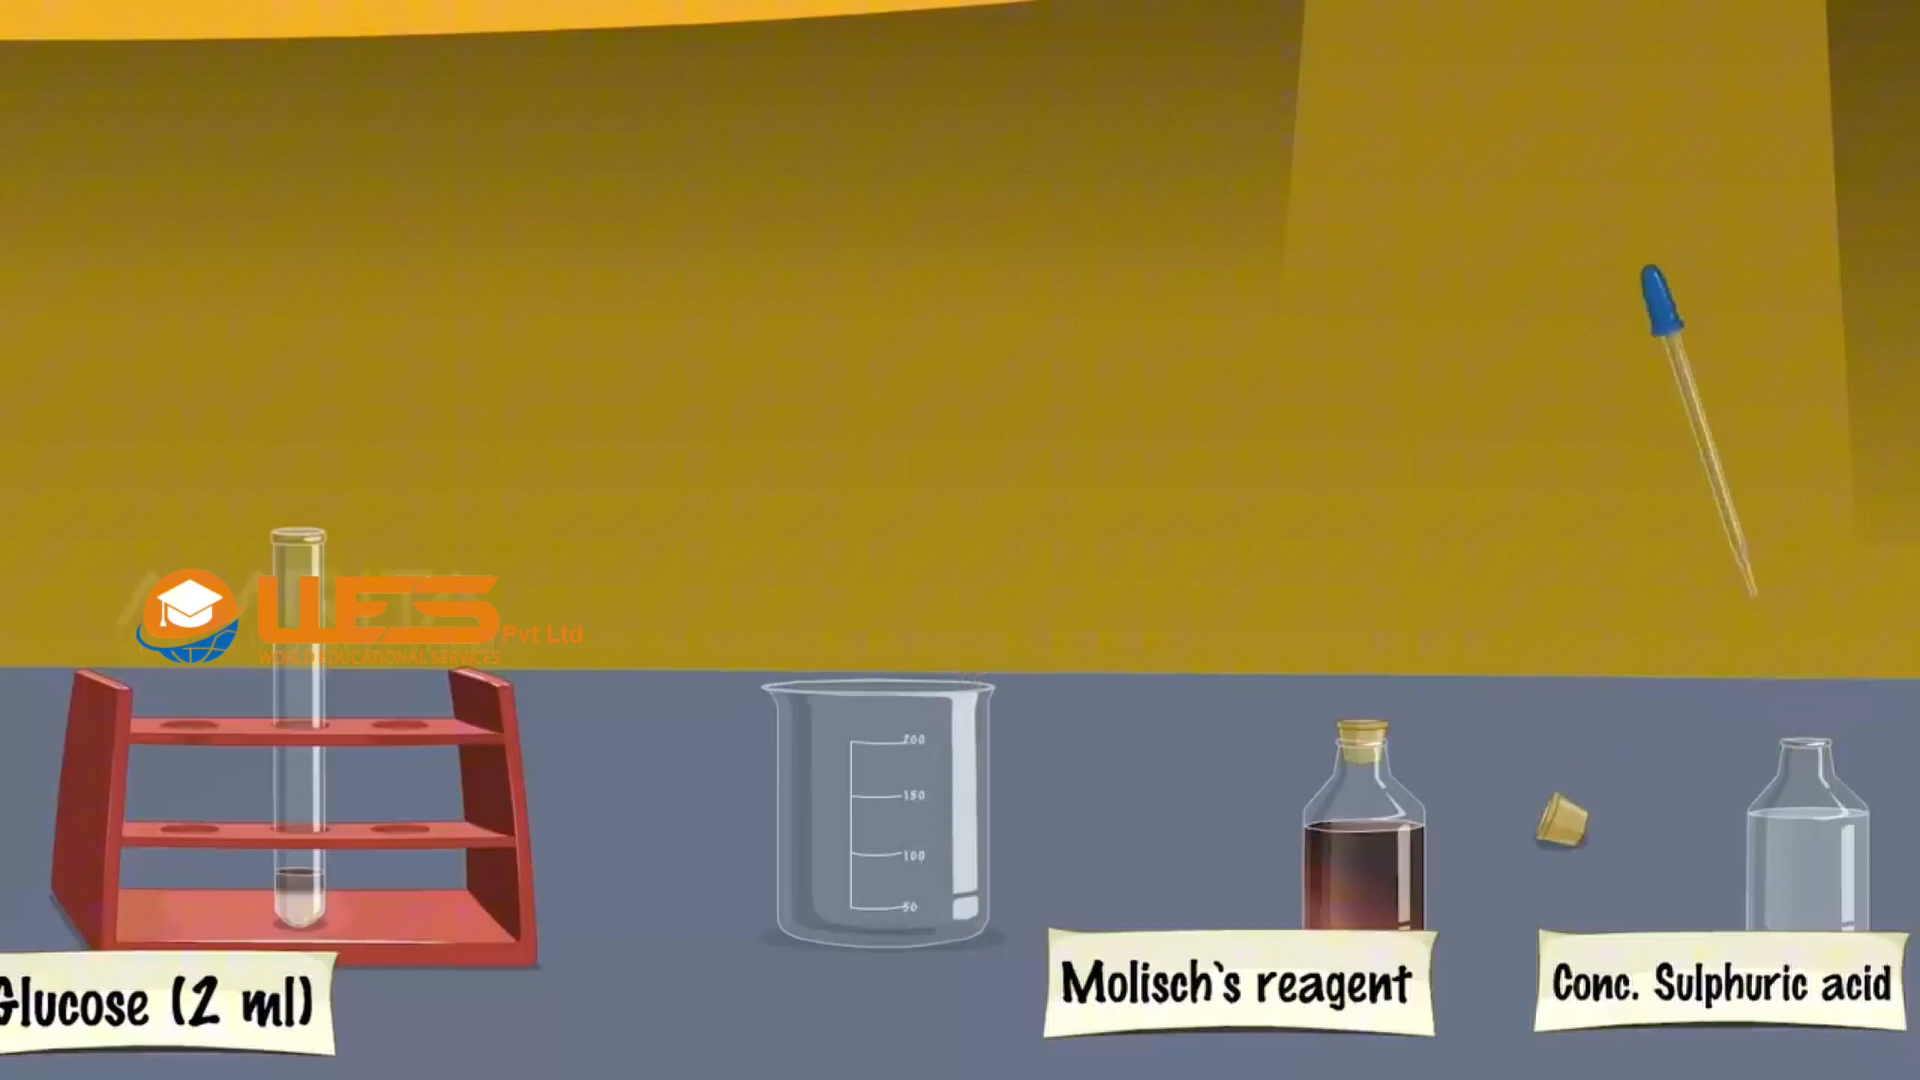 WES Pvt Ltd
WORLD EDUCATIONAL SERVICES
200
150
100
50
Glucose (2 ml)
Molisch`s reagent
Conc. Sulphuric acid